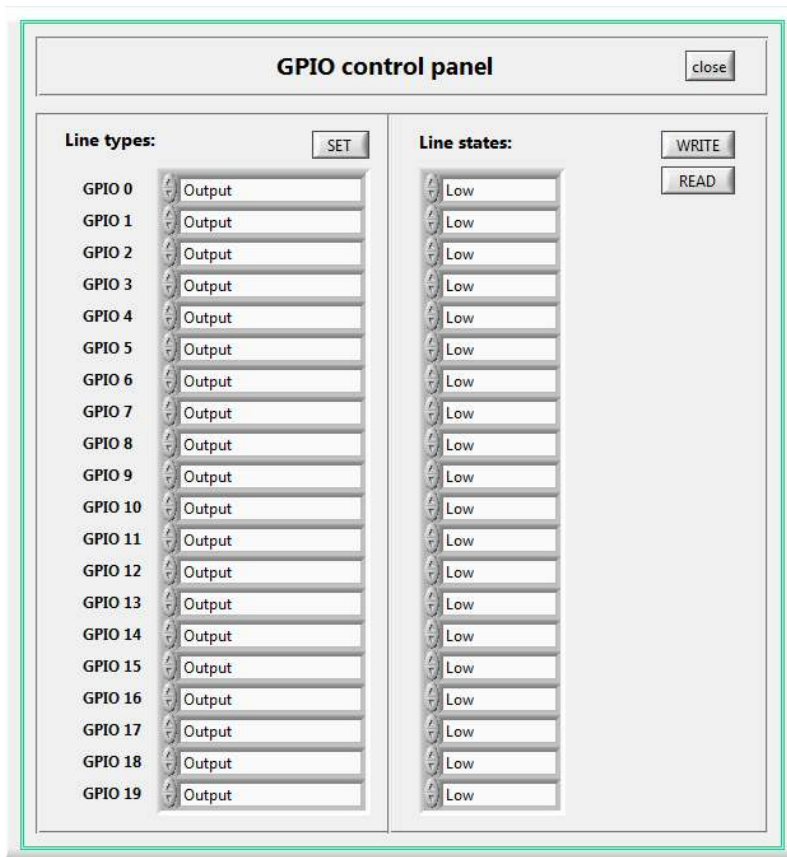 GPIO control panel close
Line types: SET Line states: WRITE
READ
GPIO 0 Output Low
GPIO 1 Output Low
GPIO 2 Output Low
GPIO 3 Output Low
GPIO 4 Output Low
GPIO 5 Output Low
GPIO 6 Output Low
GPIO 7 Output Low
GPIO 8 Output Low
GPIO 9 Output Low
GPIO 10 Output Low
GPIO 11 Output Low
GPIO 12 Output Low
GPIO 13 Output Low
GPIO 14 Output Low
GPIO 15 Output Low
GPIO 16 Output Low
GPIO 17 Output Low
GPIO 18 Output Low
GPIO 19 Output Low